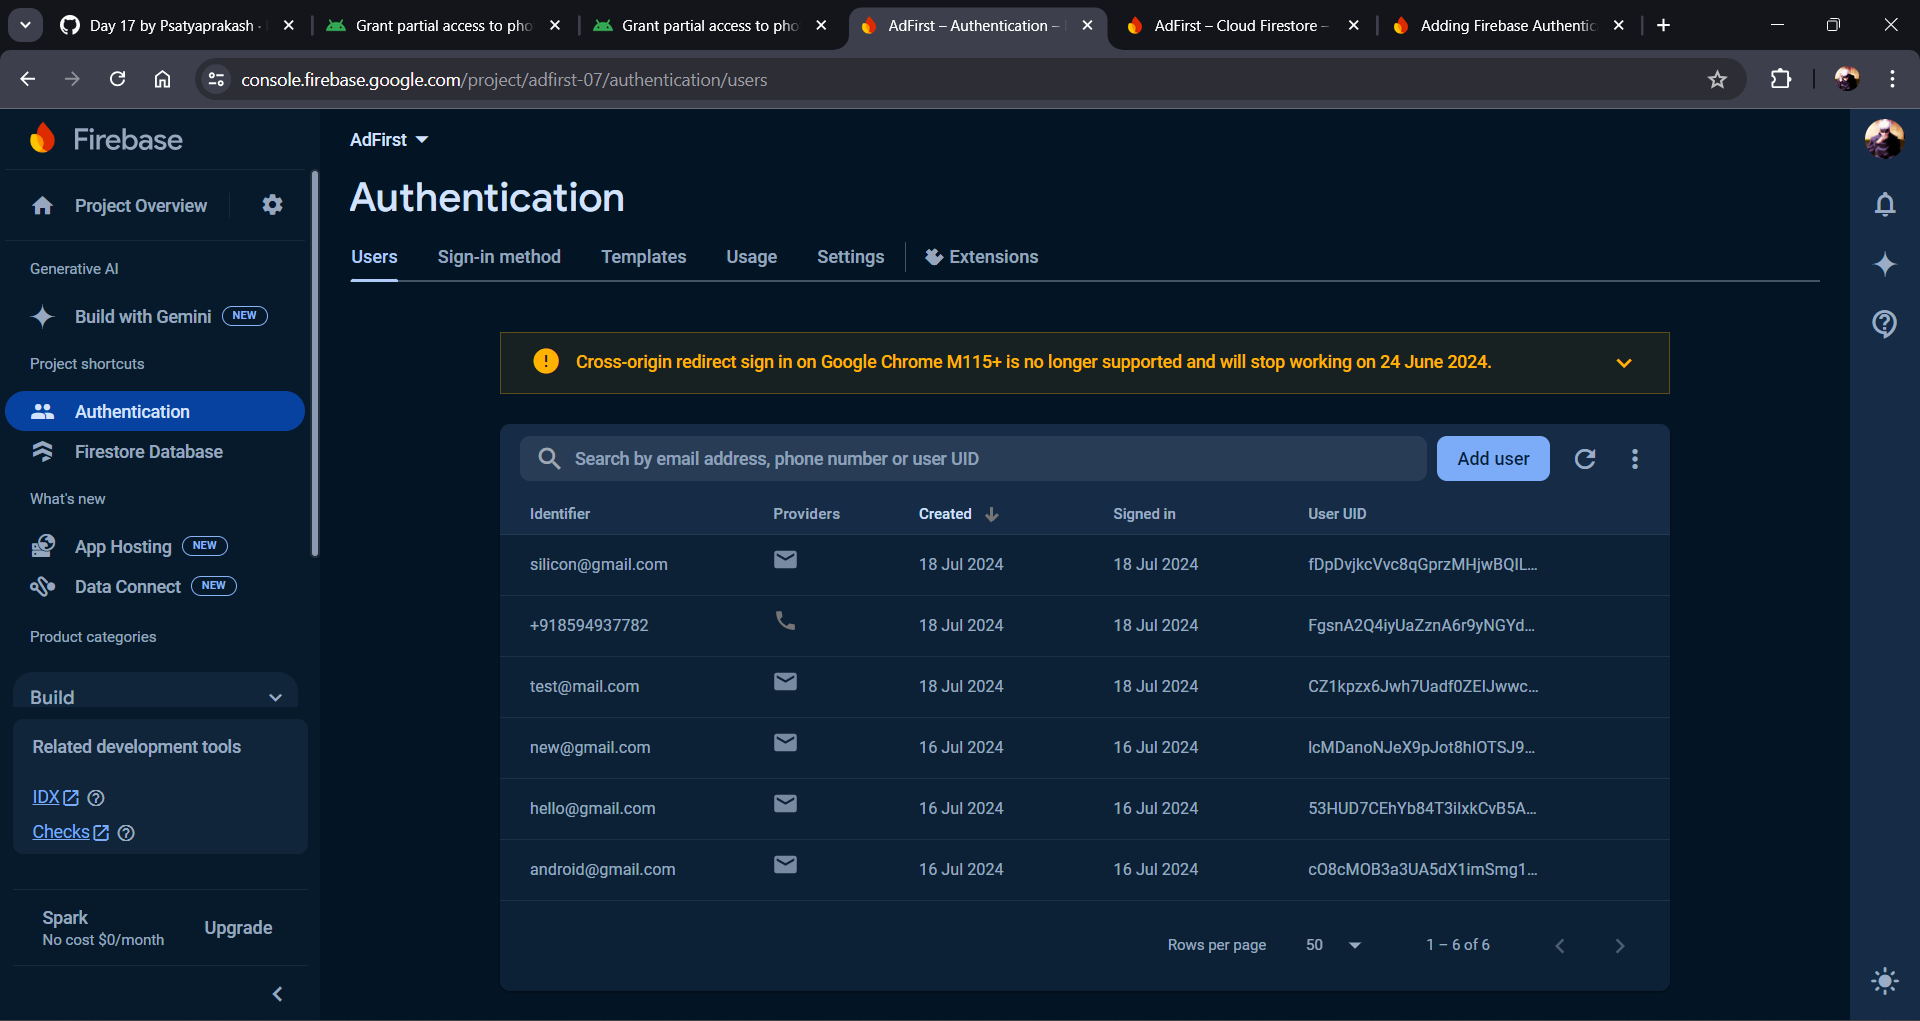 Day 17 by Psatyaprakash -
Grant partial access to pho
Grant partial access to pho
AdFirst – Authentication –
AdFirst – Cloud Firestore –
Adding Firebase Authentic
console.firebase.google.com/project/adfirst-07/authentication/users
Firebase
AdFirst
Project Overview
Authentication
Users Sign-in method Templates Usage Settings Extensions
Generative AI
Build with Gemini NEW
Project shortcuts
Authentication
Firestore Database
What's new
App Hosting NEW
Data Connect NEW
Product categories
Build
Related development tools
IDX
Checks
Spark
No cost $0/month
Upgrade
Cross-origin redirect sign in on Google Chrome M115+ is no longer supported and will stop working on 24 June 2024.
Search by email address, phone number or user UID
Add user
Identifier Providers Created Signed in User UID
silicon@gmail.com 18 Jul 2024 18 Jul 2024 fDpDvjkcVvc8qGprzMHjwBQIL...
+918594937782 18 Jul 2024 18 Jul 2024 FgsnA2Q4iyUaZznA6r9yNGYd...
test@mail.com 18 Jul 2024 18 Jul 2024 CZ1kpzx6Jwh7Uadf0ZEIJwwc...
new@gmail.com 16 Jul 2024 16 Jul 2024 IcMDanoNJeX9pJot8hIOTSJ9...
hello@gmail.com 16 Jul 2024 16 Jul 2024 53HUD7CEhYb84T3iIxkCvB5A...
android@gmail.com 16 Jul 2024 16 Jul 2024 cO8cMOB3a3UA5dX1imSmg1...
Rows per page 50 1 – 6 of 6